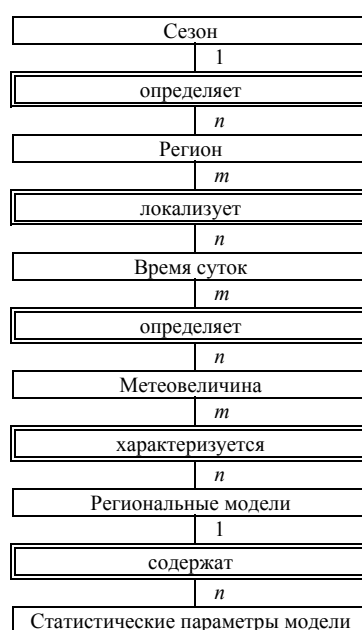 Сезон
1
определяет
n
Регион
m
локализует
n
Время суток
m
определяет
n
Метеовеличина
m
характеризуется
n
Региональные модели
1
содержат
n
Статистические параметры модели